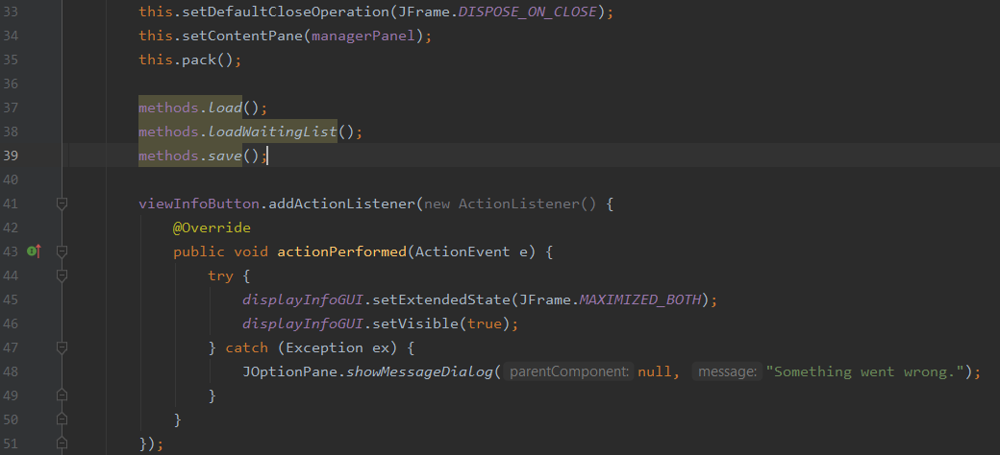 33 this.setDefaultCloseOperation(JFrame.DISPOSE_ON_CLOSE);
34 this.setContentPane(managerPanel);
35 this.pack();
36
37 methods.load();
38 methods.loadWaitingList();
39 methods.save();
40
41 viewInfoButton.addActionListener(new ActionListener() {
42 @Override
43 public void actionPerformed(ActionEvent e) {
44 try {
45 displayInfoGUI.setExtendedState(JFrame.MAXIMIZED_BOTH);
46 displayInfoGUI.setVisible(true);
47 } catch (Exception ex) {
48 JOptionPane.showMessageDialog( parentComponent: null, message: "Something went wrong.");
49 }
50 }
51 });